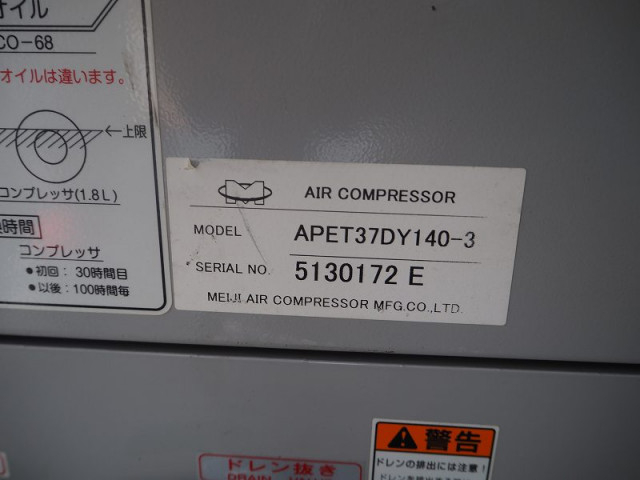 オイル
CO-68
オイルは違います。
←上限
コンプレッサ(1.8L)
時間
コンプレッサ
●初回：30時間目
●以後：100時間毎
AIR COMPRESSOR
MODEL APET37DY140-3
SERIAL NO. 5130172 E
MEIJI AIR COMPRESSOR MFG.CO.,LTD.
警告
ドレンの排出には注意！
ドレン抜き
DRAIN